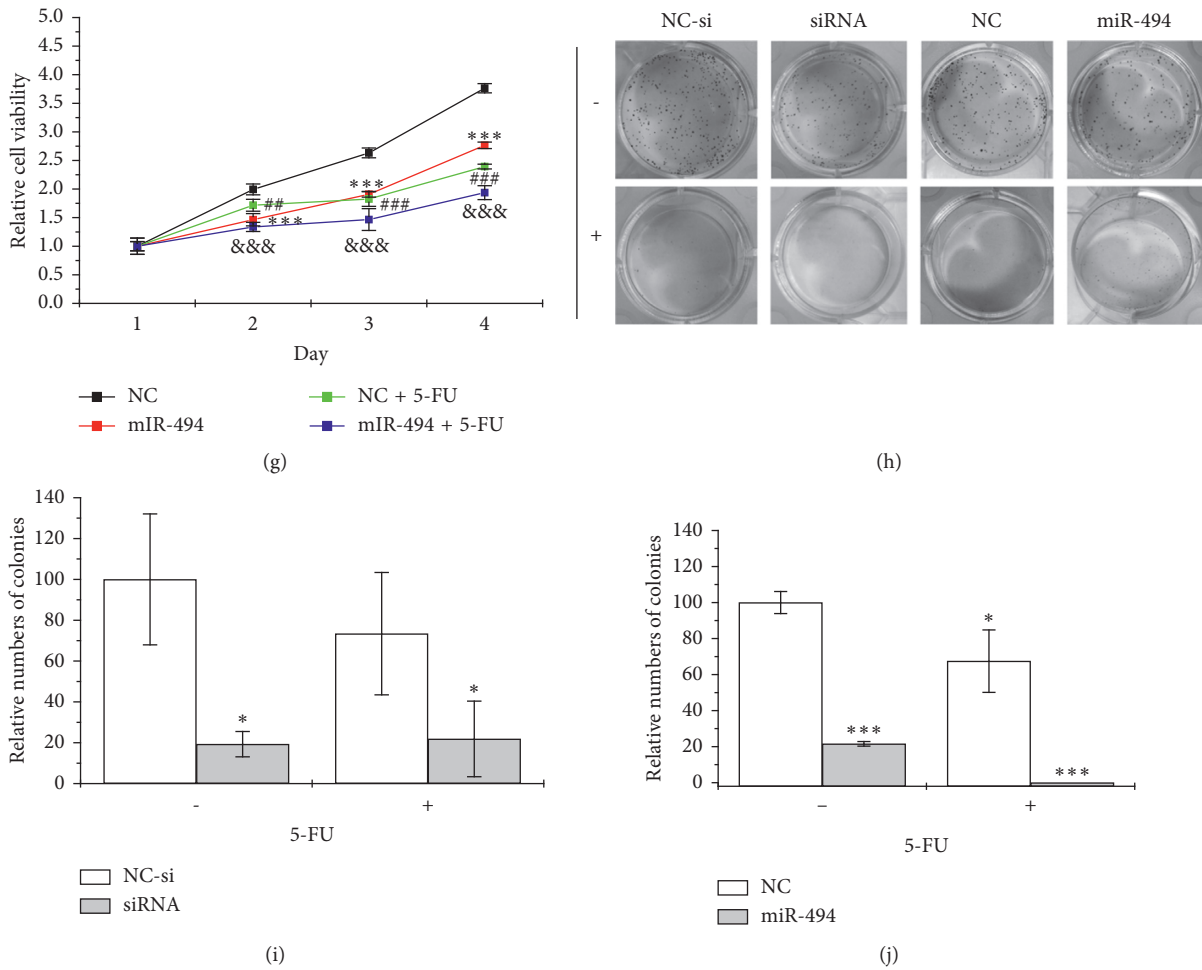 5.0
4.5
4.0
3.5
3.0
2.5
2.0
1.5
1.0
0.5
0.0
Relative cell viability
***
***
##
***
###
###
&&&
&&&
&&&
1 2 3 4
Day
NC
NC + 5-FU
mIR-494
mIR-494 + 5-FU
(g)
NC-si siRNA NC miR-494
-
+
(h)
140
120
100
80
60
40
20
0
Relative numbers of colonies
*
*
- +
5-FU
NC-si
siRNA
(i)
140
120
100
80
60
40
20
0
Relative numbers of colonies
***
*
***
– +
5-FU
NC
miR-494
(j)